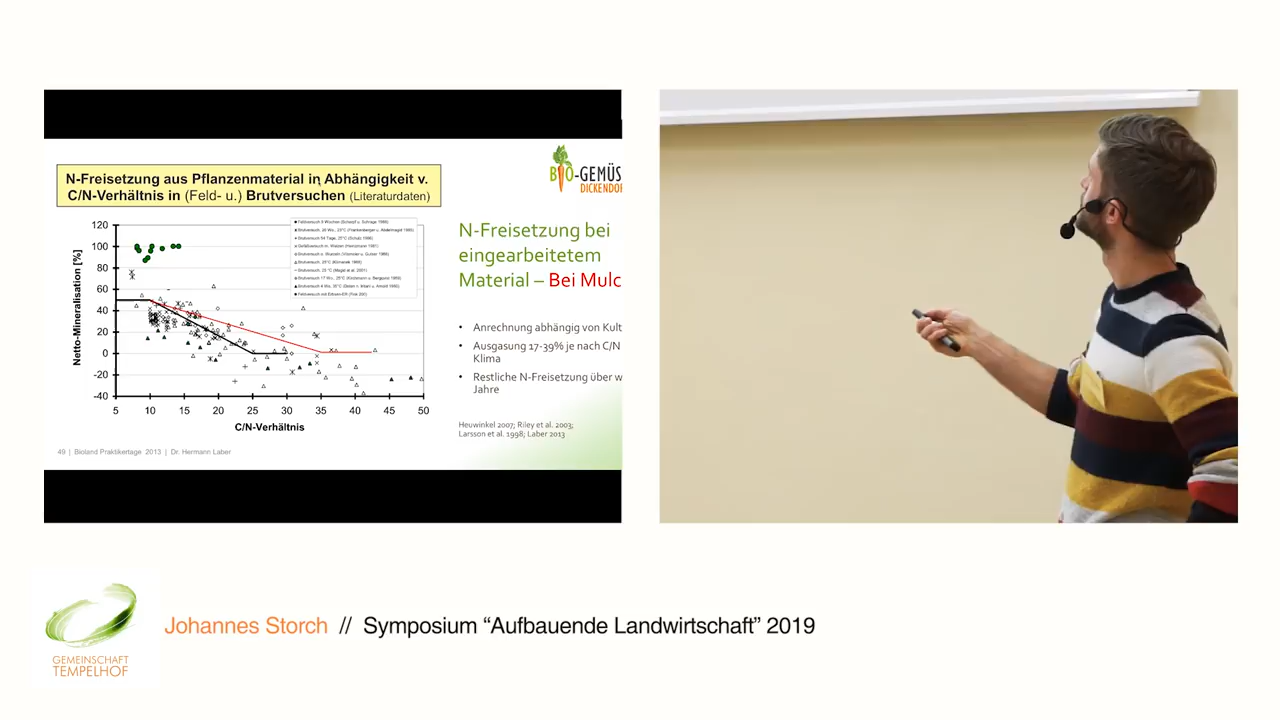 N-Freisetzung aus Pflanzenmaterial in Abhängigkeit v.
C/N-Verhältnis in (Feld- u.) Brutversuchen (Literaturdaten)
BIO-GEMÜS
DICKENDOR
N-Freisetzung bei
eingearbeitetem
Material – Bei Mulc
Netto-Mineralisation [%]
120
100
80
60
40
20
0
-20
-40
5 10 15 20 25 30 35 40 45 50
C/N-Verhältnis
• Anrechnung abhängig von Kult
• Ausgasung 17-39% je nach C/N
Klima
• Restliche N-Freisetzung über w
Jahre
Heuwinkel 2007; Riley et al. 2003;
Larsson et al. 1998; Laber 2013
49 | Bioland Praktikertage 2013 | Dr. Hermann Laber
Johannes Storch // Symposium “Aufbauende Landwirtschaft” 2019
GEMEINSCHAFT
TEMPELHOF